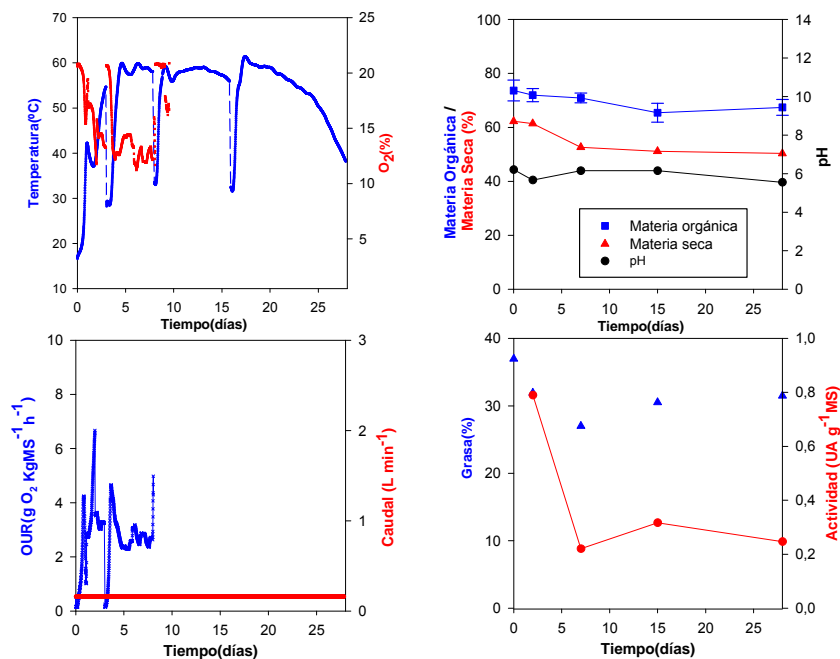 Temperatura(ºC)
70
60
50
40
30
20
10
O2(%)
25
20
15
10
5
0 5 10 15 20 25
Tiempo(días)
Materia Orgánica /
Materia Seca (%)
100
80
60
40
20
0
pH
14
12
10
8
6
4
2
0
Materia orgánica
Materia seca
pH
0 5 10 15 20 25
Tiempo(días)
OUR(g O2 KgMS-1h-1)
10
8
6
4
2
0
Caudal (L min-1)
3
2
1
0
0 5 10 15 20 25
Tiempo(días)
Grasa(%)
40
30
20
10
0
Actividad (UA g-1MS)
1,0
0,8
0,6
0,4
0,2
0,0
0 5 10 15 20 25
Tiempo(días)